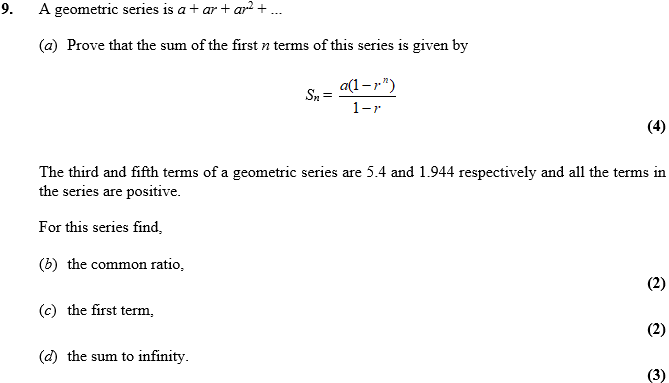 9. A geometric series is a + ar + ar² + ...
(a) Prove that the sum of the first n terms of this series is given by
Sₙ = a(1 – rⁿ) / 1 – r
(4)
The third and fifth terms of a geometric series are 5.4 and 1.944 respectively and all the terms in
the series are positive.
For this series find,
(b) the common ratio,
(2)
(c) the first term,
(2)
(d) the sum to infinity.
(3)